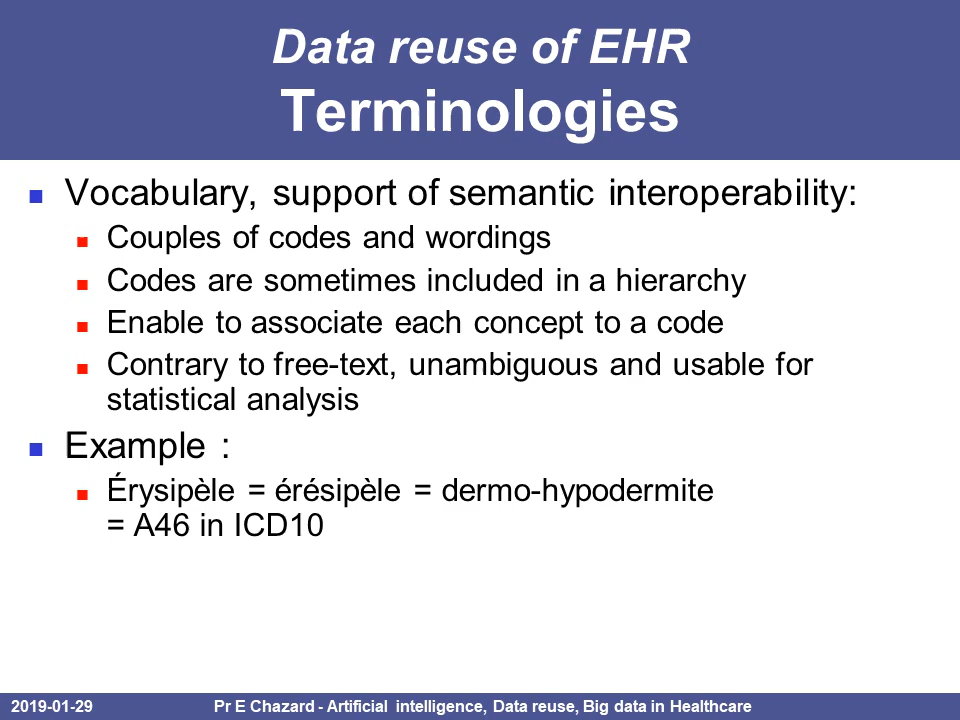 Data reuse of EHR
Terminologies
Vocabulary, support of semantic interoperability:
Couples of codes and wordings
Codes are sometimes included in a hierarchy
Enable to associate each concept to a code
Contrary to free-text, unambiguous and usable for
statistical analysis
Example :
Érysipèle = érésipèle = dermo-hypodermite
= A46 in ICD10
2019-01-29
Pr E Chazard - Artificial intelligence, Data reuse, Big data in Healthcare